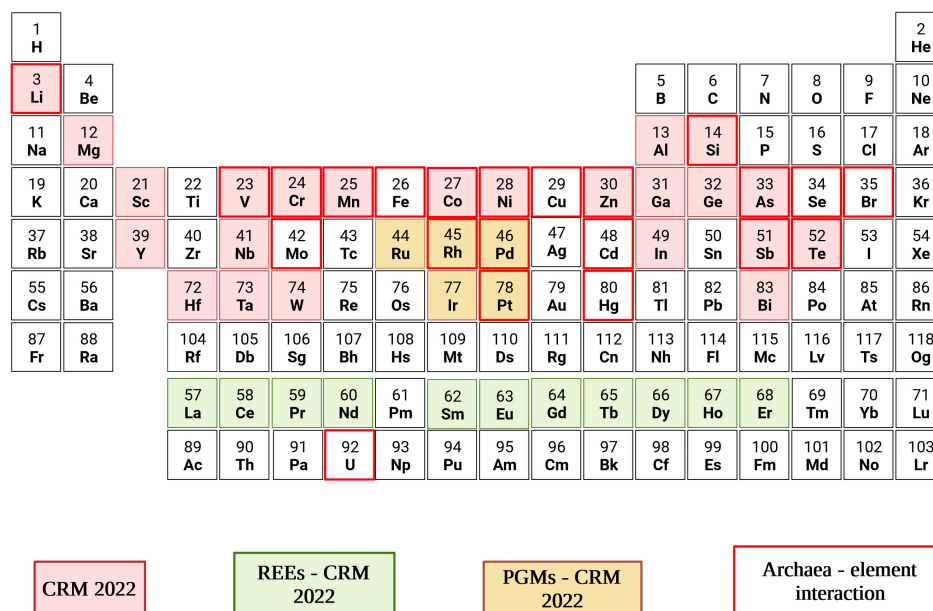 1 2
H He
3 4 5 6 7 8 9 10
Li Be B C N O F Ne
11 12 13 14 15 16 17 18
Na Mg Al Si P S Cl Ar
19 20 21 22 23 24 25 26 27 28 29 30 31 32 33 34 35 36
K Ca Sc Ti V Cr Mn Fe Co Ni Cu Zn Ga Ge As Se Br Kr
37 38 39 40 41 42 43 44 45 46 47 48 49 50 51 52 53 54
Rb Sr Y Zr Nb Mo Tc Ru Rh Pd Ag Cd In Sn Sb Te I Xe
55 56 72 73 74 75 76 77 78 79 80 81 82 83 84 85 86
Cs Ba Hf Ta W Re Os Ir Pt Au Hg Tl Pb Bi Po At Rn
87 88 104 105 106 107 108 109 110 111 112 113 114 115 116 117 118
Fr Ra Rf Db Sg Bh Hs Mt Ds Rg Cn Nh Fl Mc Lv Ts Og
57 58 59 60 61 62 63 64 65 66 67 68 69 70 71
La Ce Pr Nd Pm Sm Eu Gd Tb Dy Ho Er Tm Yb Lu
89 90 91 92 93 94 95 96 97 98 99 100 101 102 103
Ac Th Pa U Np Pu Am Cm Bk Cf Es Fm Md No Lr
CRM 2022
REEs - CRM
2022
PGMs - CRM
2022
Archaea - element
interaction